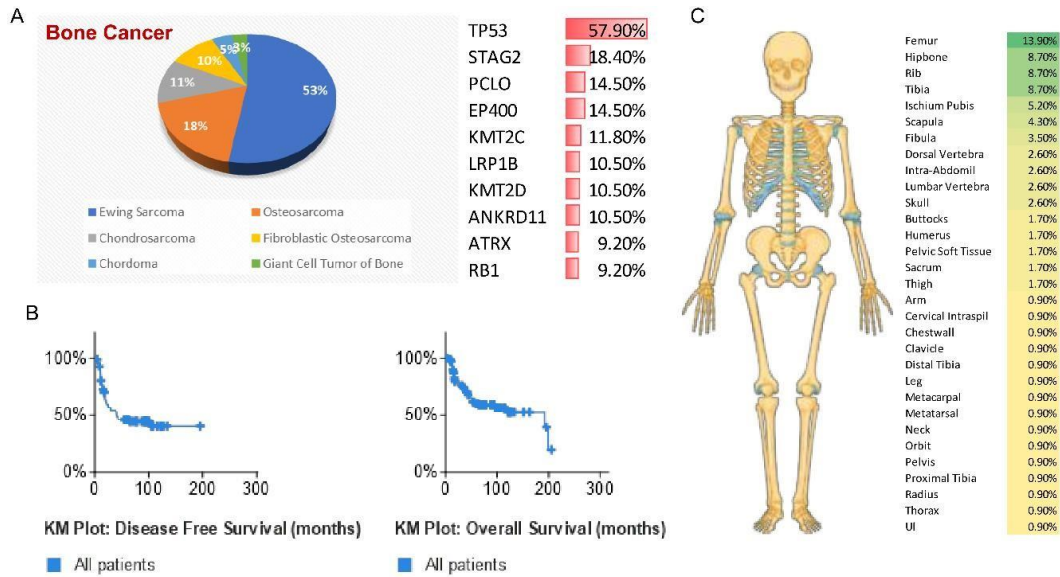 A
Bone Cancer
5%
3%
10%
11%
53%
18%
Ewing Sarcoma
Osteosarcoma
Chondrosarcoma
Fibroblastic Osteosarcoma
Chordoma
Giant Cell Tumor of Bone
TP53 57.90%
STAG2 18.40%
PCLO 14.50%
EP400 14.50%
KMT2C 11.80%
LRP1B 10.50%
KMT2D 10.50%
ANKRD11 10.50%
ATRX 9.20%
RB1 9.20%
B
100%
50%
0%
0 100 200 300
KM Plot: Disease Free Survival (months)
All patients
100%
50%
0%
0 100 200 300
KM Plot: Overall Survival (months)
All patients
C
Femur 13.90%
Hipbone 8.70%
Rib 8.70%
Tibia 8.70%
Ischium Pubis 5.20%
Scapula 4.30%
Fibula 3.50%
Dorsal Vertebra 2.60%
Intra-Abdomil 2.60%
Lumbar Vertebra 2.60%
Skull 2.60%
Buttocks 1.70%
Humerus 1.70%
Pelvic Soft Tissue 1.70%
Sacrum 1.70%
Thigh 1.70%
Arm 0.90%
Cervical Intraspil 0.90%
Chestwall 0.90%
Clavicle 0.90%
Distal Tibia 0.90%
Leg 0.90%
Metacarpal 0.90%
Metatarsal 0.90%
Neck 0.90%
Orbit 0.90%
Pelvis 0.90%
Proximal Tibia 0.90%
Radius 0.90%
Thorax 0.90%
Ul 0.90%